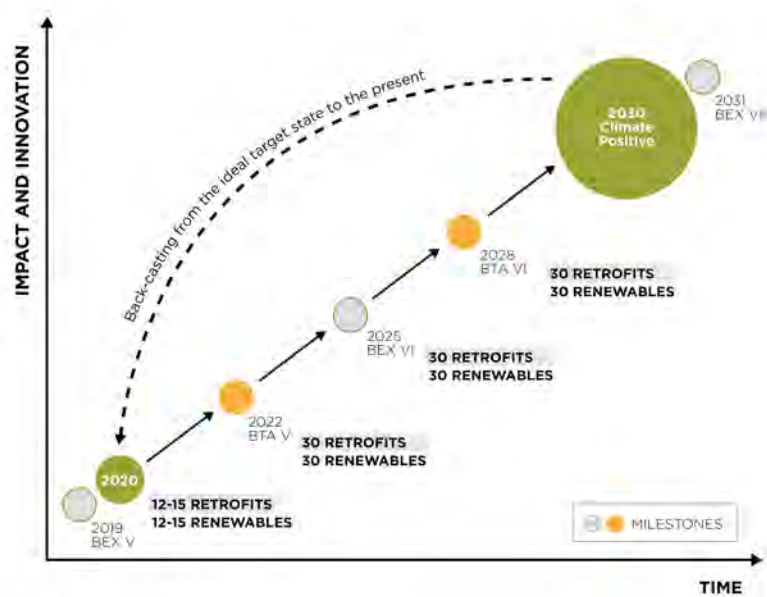 IMPACT AND INNOVATION
Back-casting from the ideal target state to the present
2030
Climate
Positive
2031
BEX VII
2028
BTA VI
30 RETROFITS
30 RENEWABLES
2025
BEX VI
30 RETROFITS
30 RENEWABLES
2022
BTA V
30 RETROFITS
30 RENEWABLES
2020
12-15 RETROFITS
12-15 RENEWABLES
2019
BEX V
MILESTONES
TIME